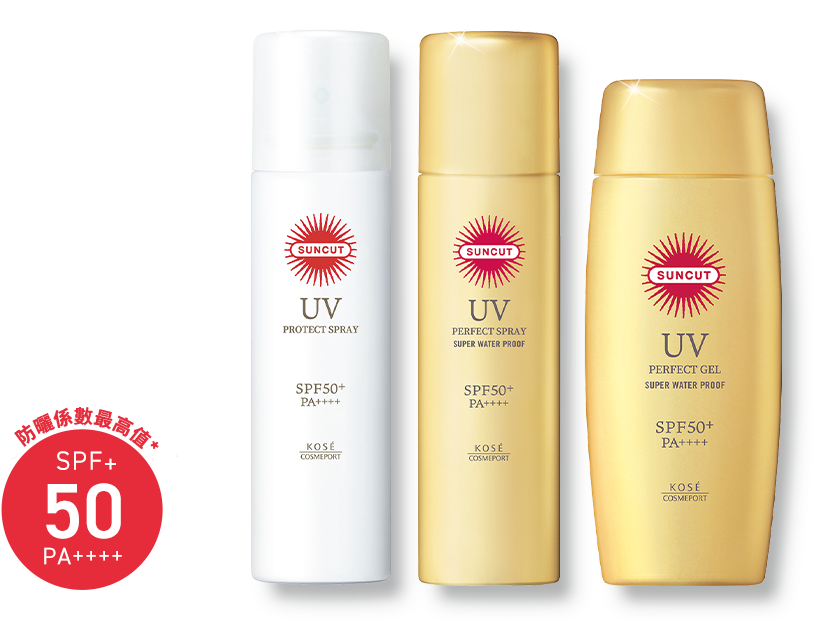 SUNCUT
UV
PROTECT SPRAY
SPF50+
PA++++
KOSÉ
COSMEPORT
SUNCUT
UV
PERFECT SPRAY
SUPER WATER PROOF
SPF50+
PA++++
KOSÉ
COSMEPORT
SUNCUT
UV
PERFECT GEL
SUPER WATER PROOF
SPF50+
PA++++
KOSÉ
COSMEPORT
防曬係數最高值*
SPF+
50
PA++++